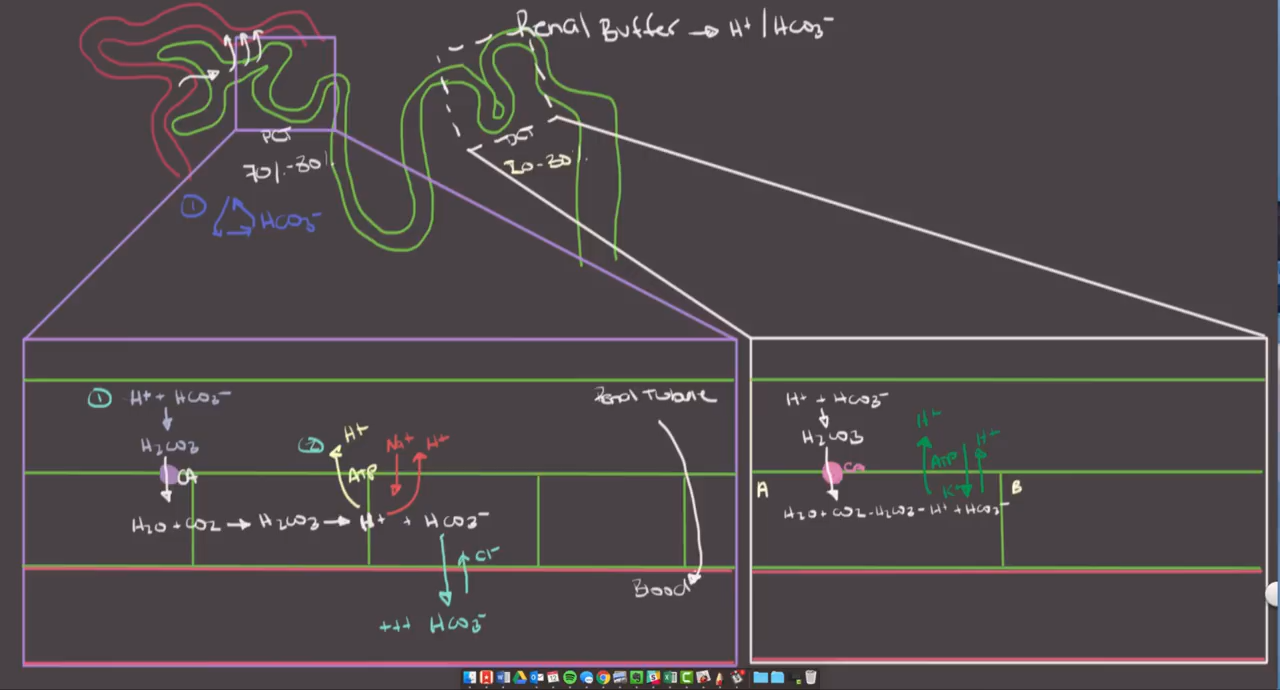 Renal Buffer → H+ / HCO3-
PCT
70%-80%
DCT
20-30%
① HCO3-
① H+ + HCO3-
H2CO3
CA
H2O + CO2 → H2CO3 → H+ + HCO3-
② H+
ATP
Na+
H+
Cl-
+++ HCO3-
Renal Tubule
Blood
H+ + HCO3-
H2CO3
CA
H+
ATP
H+
K+
A
B
H2O + CO2 - H2CO3 - H+ + HCO3-